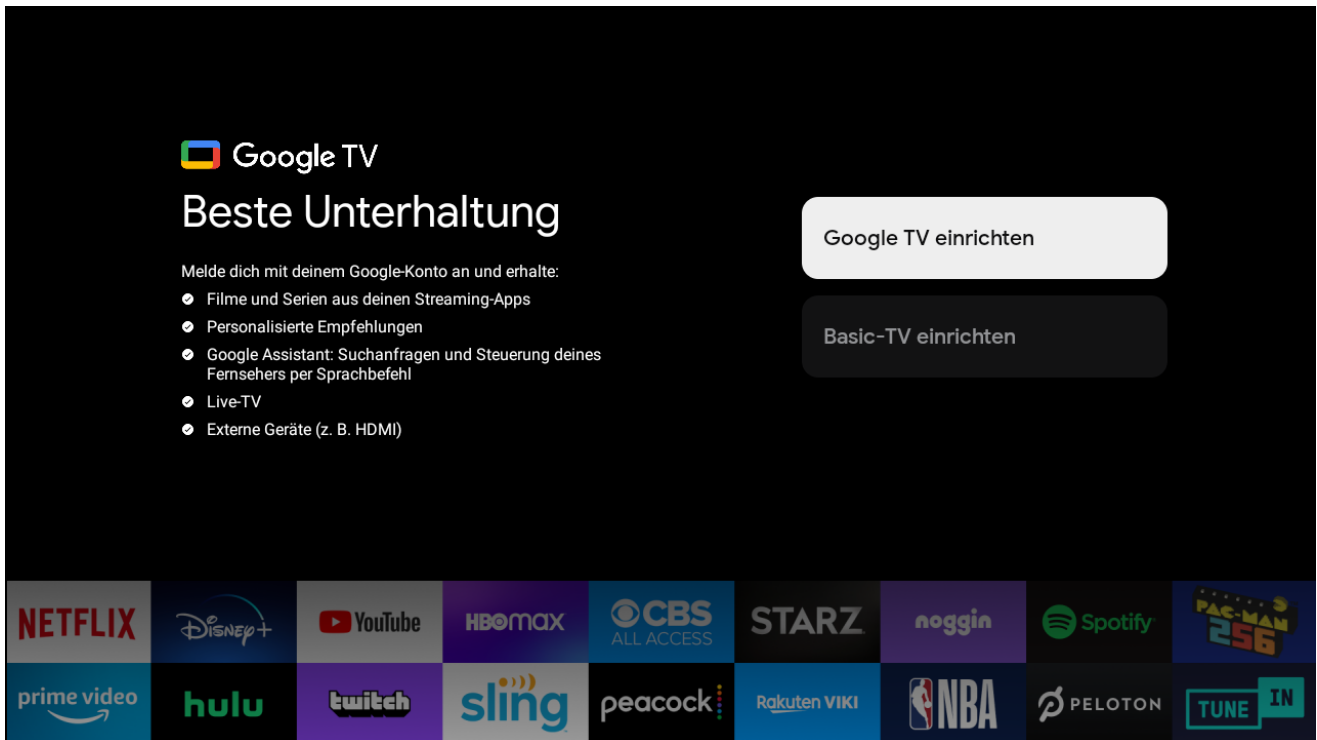 Google TV
Beste Unterhaltung
Melde dich mit deinem Google-Konto an und erhalte:
Filme und Serien aus deinen Streaming-Apps
Personalisierte Empfehlungen
Google Assistant: Suchanfragen und Steuerung deines
Fernsehers per Sprachbefehl
Live-TV
Externe Geräte (z. B. HDMI)
Google TV einrichten
Basic-TV einrichten
NETFLIX Disney+ YouTube HBOmax CBS STARZ noggin Spotify PAC-MAN
ALL ACCESS 256
prime video hulu twitch sling peacock Rakuten VIKI NBA PELOTON TUNE IN